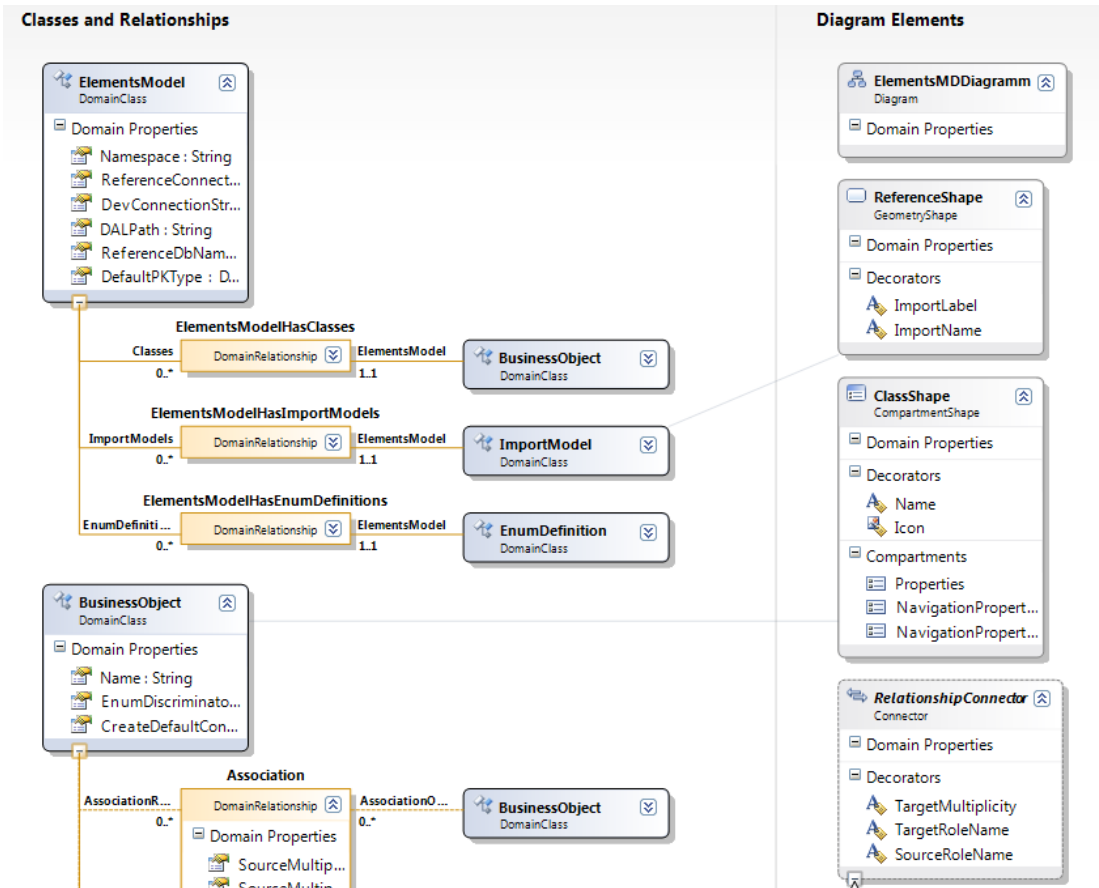 Classes and Relationships
Diagram Elements
ElementsModel
DomainClass
Domain Properties
Namespace : String
ReferenceConnect...
DevConnectionStr...
DALPath : String
ReferenceDbNam...
DefaultPKType : D...
ElementsModelHasClasses
Classes
DomainRelationship
ElementsModel
0..*
1..1
BusinessObject
DomainClass
ElementsModelHasImportModels
ImportModels
DomainRelationship
ElementsModel
0..*
1..1
ImportModel
DomainClass
ElementsModelHasEnumDefinitions
EnumDefiniti...
DomainRelationship
ElementsModel
0..*
1..1
EnumDefinition
DomainClass
BusinessObject
DomainClass
Domain Properties
Name : String
EnumDiscriminato...
CreateDefaultCon...
Association
AssociationR...
DomainRelationship
AssociationO...
0..*
0..*
Domain Properties
SourceMultip...
SourceMultip...
BusinessObject
DomainClass
ElementsMDDiagramm
Diagram
Domain Properties
ReferenceShape
GeometryShape
Domain Properties
Decorators
ImportLabel
ImportName
ClassShape
CompartmentShape
Domain Properties
Decorators
Name
Icon
Compartments
Properties
NavigationPropert...
NavigationPropert...
RelationshipConnector
Connector
Domain Properties
Decorators
TargetMultiplicity
TargetRoleName
SourceRoleName